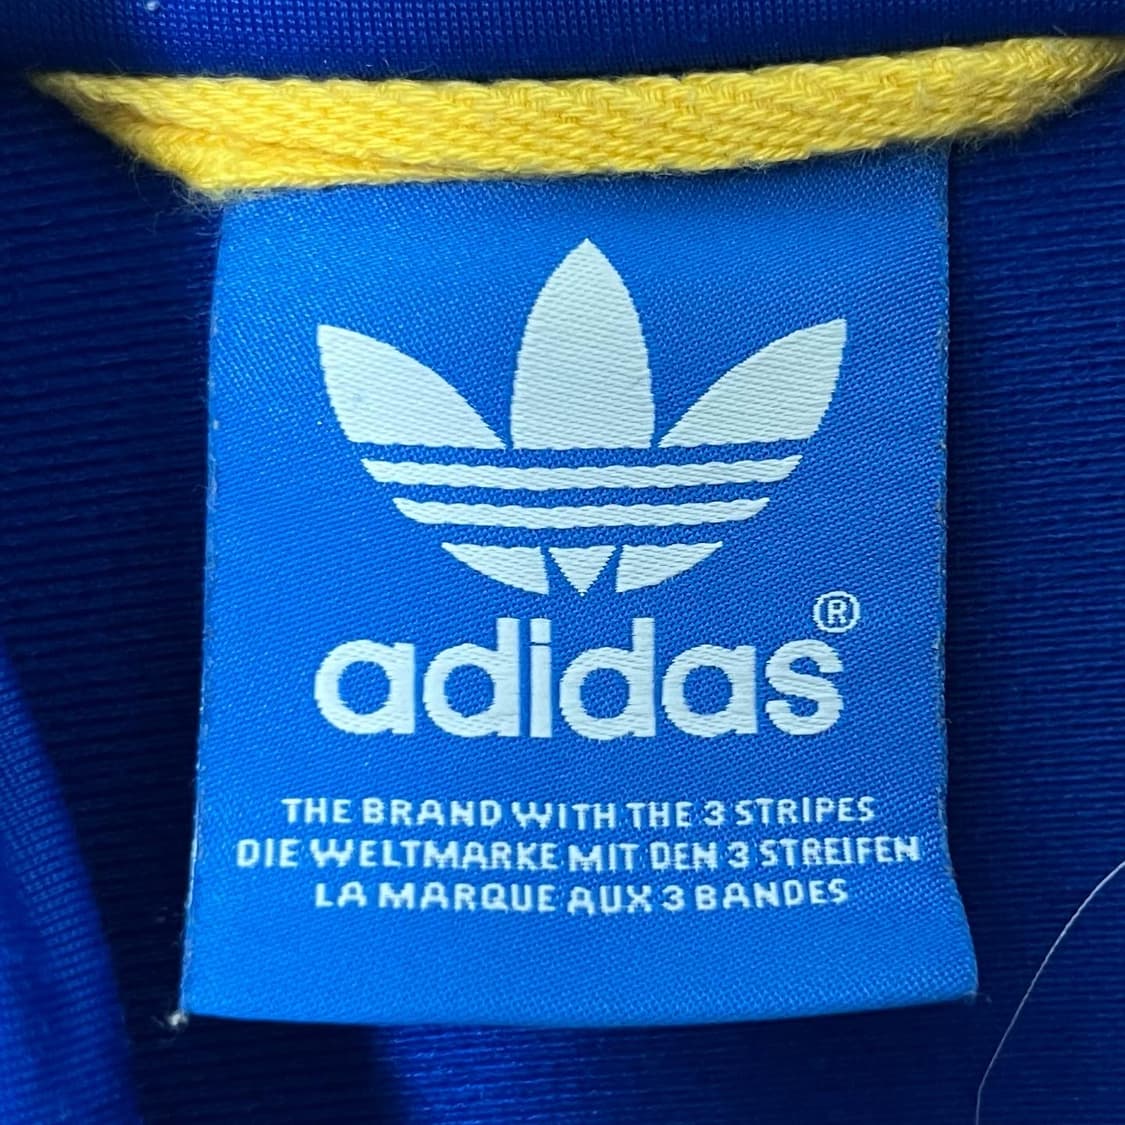 adidas®
THE BRAND WITH THE 3 STRIPES
DIE WELTMARKE MIT DEN 3 STREIFEN
LA MARQUE AUX 3 BANDES